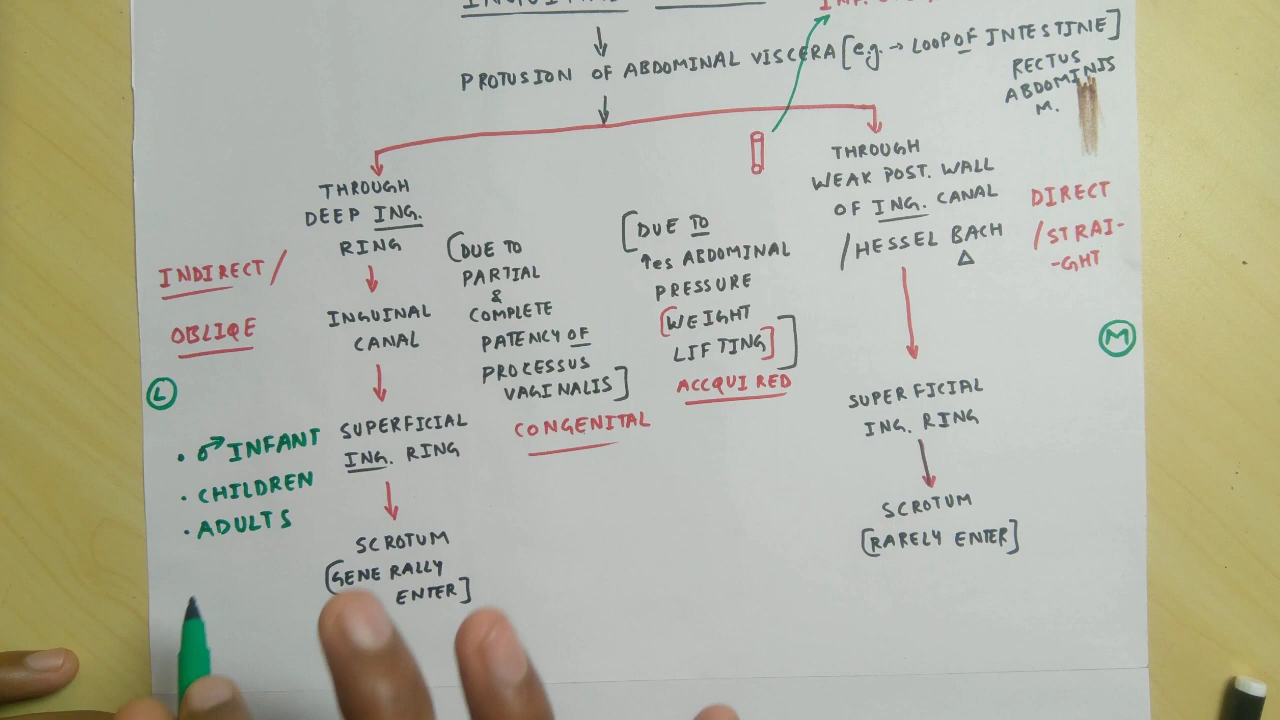 PROTUSION OF ABDOMINAL VISCERA [e.g. → LOOP OF INTESTINE]
RECTUS
ABDOMINIS
M.
THROUGH
DEEP ING.
RING
INGUINAL
CANAL
SUPERFICIAL
ING. RING
SCROTUM
[GENERALLY
ENTER]
INDIRECT /
OBLIQE
L
• ♂ INFANT
• CHILDREN
• ADULTS
[DUE TO
PARTIAL
&
COMPLETE
PATENCY OF
PROCESSUS
VAGINALIS]
CONGENITAL
[DUE TO
↑es ABDOMINAL
PRESSURE
[WEIGHT
LIFTING]]
ACCQUIRED
THROUGH
WEAK POST. WALL
OF ING. CANAL
/HESSEL BACH
Δ
SUPERFICIAL
ING. RING
SCROTUM
[RARELY ENTER]
DIRECT
/STRAI-
-GHT
M